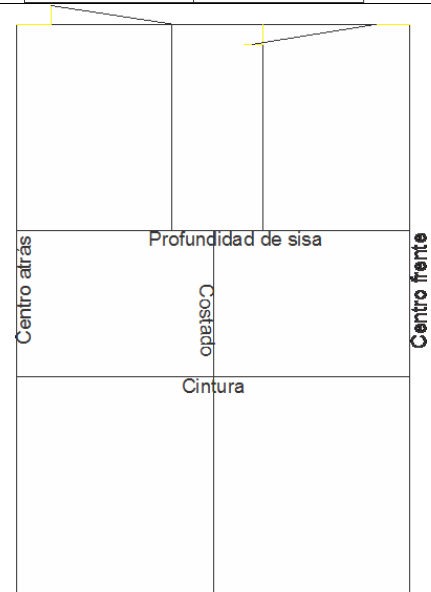 Profundidad de sisa
Centro atrás
Costado
Centro frente
Cintura